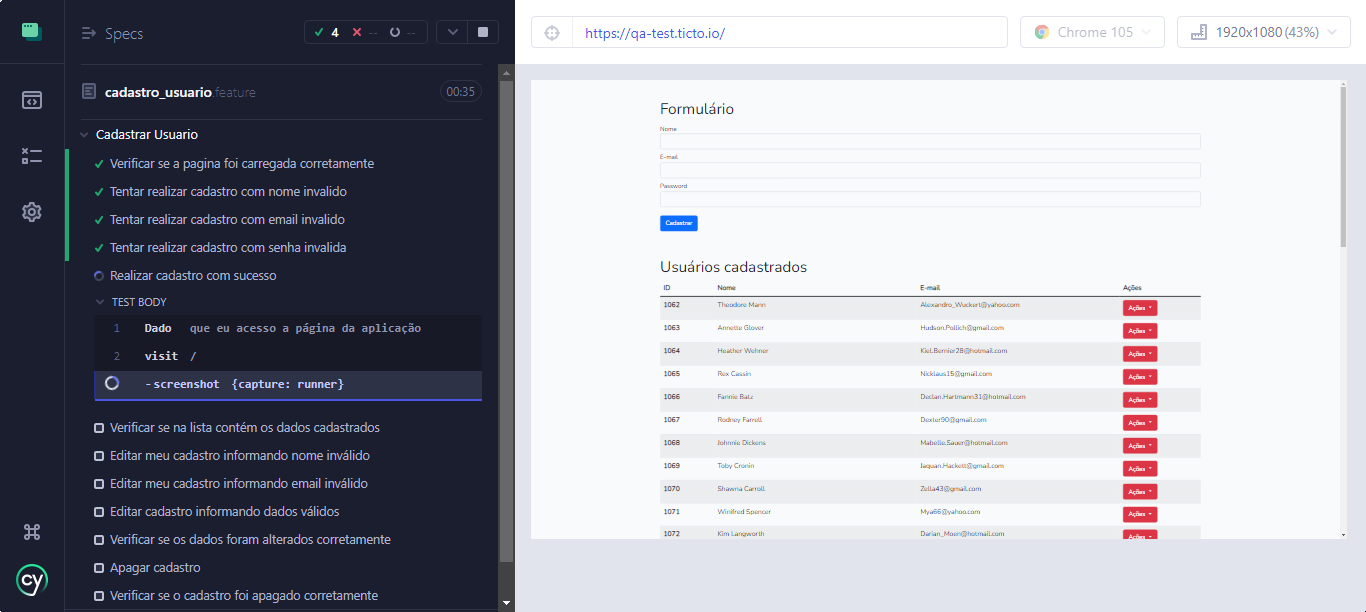 Specs
4 -- --
cadastro_usuario.feature 00:35
Cadastrar Usuario
Verificar se a pagina foi carregada corretamente
Tentar realizar cadastro com nome invalido
Tentar realizar cadastro com email invalido
Tentar realizar cadastro com senha invalida
Realizar cadastro com sucesso
TEST BODY
1 Dado que eu acesso a página da aplicação
2 visit /
-screenshot {capture: runner}
Verificar se na lista contém os dados cadastrados
Editar meu cadastro informando nome inválido
Editar meu cadastro informando email inválido
Editar cadastro informando dados válidos
Verificar se os dados foram alterados corretamente
Apagar cadastro
Verificar se o cadastro foi apagado corretamente
cy
https://qa-test.ticto.io/
Chrome 105
1920x1080 (43%)
Formulário
Nome
E-mail
Password
Cadastrar
Usuários cadastrados
ID Nome E-mail Ações
1062 Theodore Mann Alexandro_Wuckert@yahoo.com Ações
1063 Annette Glover Hudson.Pollich@gmail.com Ações
1064 Heather Wehner Kiel.Bernier28@hotmail.com Ações
1065 Rex Cassin Nicklaus15@gmail.com Ações
1066 Fannie Batz Declan.Hartmann31@hotmail.com Ações
1067 Rodney Farrell Dexter90@gmail.com Ações
1068 Johnnie Dickens Mabelle.Sauer@hotmail.com Ações
1069 Toby Cronin Jaquan.Hackett@gmail.com Ações
1070 Shawna Carroll Zella43@gmail.com Ações
1071 Winifred Spencer Mya66@yahoo.com Ações
1072 Kim Langworth Darian_Moen@hotmail.com Ações